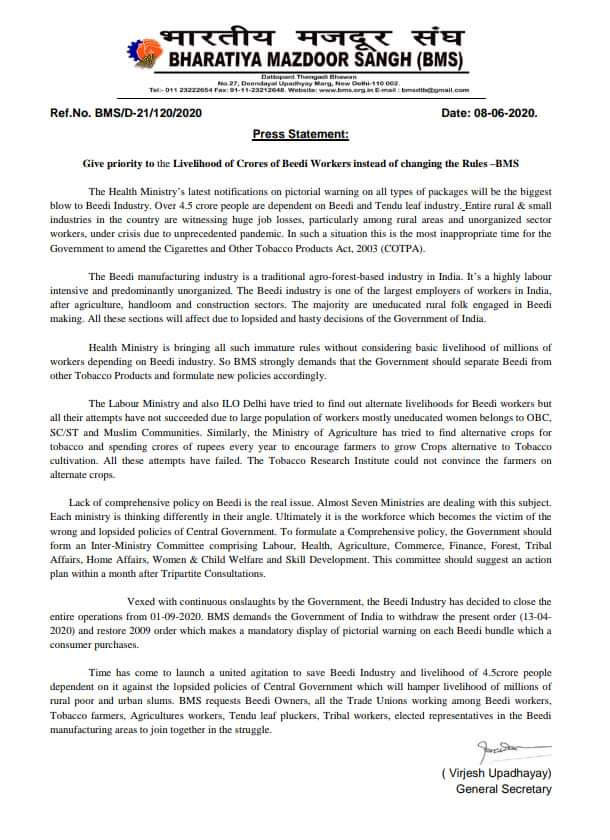 भारतीय मजदूर संघ
BHARATIYA MAZDOOR SANGH (BMS)
Dattopant Thengadi Bhawan
No.27, Deendayal Upadhyay Marg, New Delhi-110 002.
Tel:- 011 23222654 Fax: 91-11-23212648. Website: www.bms.org.in E-mail : bmsdtb@gmail.com
Ref.No. BMS/D-21/120/2020 Date: 08-06-2020.
Press Statement:
Give priority to the Livelihood of Crores of Beedi Workers instead of changing the Rules –BMS
The Health Ministry's latest notifications on pictorial warning on all types of packages will be the biggest
blow to Beedi Industry. Over 4.5 crore people are dependent on Beedi and Tendu leaf industry. Entire rural & small
industries in the country are witnessing huge job losses, particularly among rural areas and unorganized sector
workers, under crisis due to unprecedented pandemic. In such a situation this is the most inappropriate time for the
Government to amend the Cigarettes and Other Tobacco Products Act, 2003 (COTPA).
The Beedi manufacturing industry is a traditional agro-forest-based industry in India. It's a highly labour
intensive and predominantly unorganized. The Beedi industry is one of the largest employers of workers in India,
after agriculture, handloom and construction sectors. The majority are uneducated rural folk engaged in Beedi
making. All these sections will affect due to lopsided and hasty decisions of the Government of India.
Health Ministry is bringing all such immature rules without considering basic livelihood of millions of
workers depending on Beedi industry. So BMS strongly demands that the Government should separate Beedi from
other Tobacco Products and formulate new policies accordingly.
The Labour Ministry and also ILO Delhi have tried to find out alternate livelihoods for Beedi workers but
all their attempts have not succeeded due to large population of workers mostly uneducated women belongs to OBC,
SC/ST and Muslim Communities. Similarly, the Ministry of Agriculture has tried to find alternative crops for
tobacco and spending crores of rupees every year to encourage farmers to grow Crops alternative to Tobacco
cultivation. All these attempts have failed. The Tobacco Research Institute could not convince the farmers on
alternate crops.
Lack of comprehensive policy on Beedi is the real issue. Almost Seven Ministries are dealing with this subject.
Each ministry is thinking differently in their angle. Ultimately it is the workforce which becomes the victim of the
wrong and lopsided policies of Central Government. To formulate a Comprehensive policy, the Government should
form an Inter-Ministry Committee comprising Labour, Health, Agriculture, Commerce, Finance, Forest, Tribal
Affairs, Home Affairs, Women & Child Welfare and Skill Development. This committee should suggest an action
plan within a month after Tripartite Consultations.
Vexed with continuous onslaughts by the Government, the Beedi Industry has decided to close the
entire operations from 01-09-2020. BMS demands the Government of India to withdraw the present order (13-04-
2020) and restore 2009 order which makes a mandatory display of pictorial warning on each Beedi bundle which a
consumer purchases.
Time has come to launch a united agitation to save Beedi Industry and livelihood of 4.5crore people
dependent on it against the lopsided policies of Central Government which will hamper livelihood of millions of
rural poor and urban slums. BMS requests Beedi Owners, all the Trade Unions working among Beedi workers,
Tobacco farmers, Agricultures workers, Tendu leaf pluckers, Tribal workers, elected representatives in the Beedi
manufacturing areas to join together in the struggle.
( Virjesh Upadhayay)
General Secretary